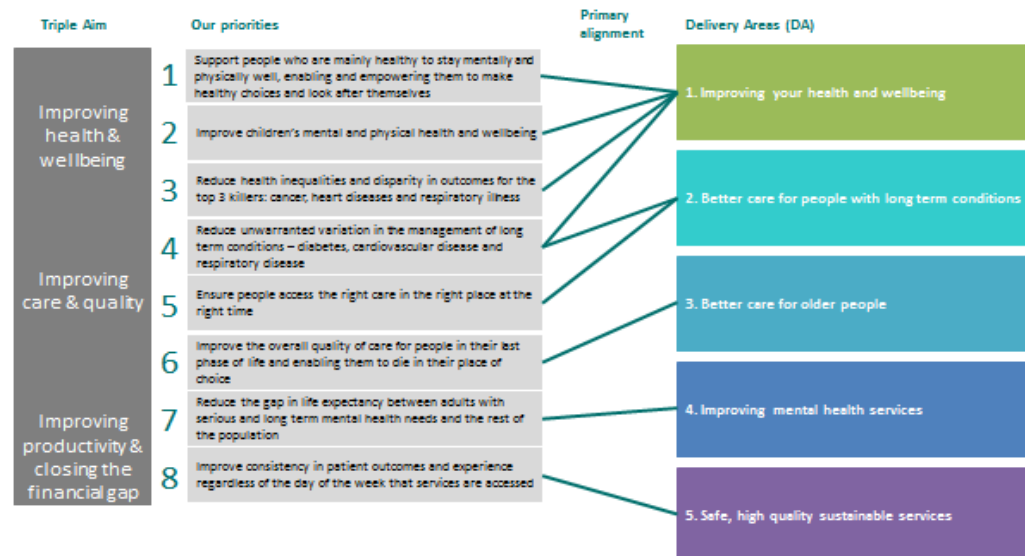 Triple Aim
Our priorities
Primary
alignment
Delivery Areas (DA)
Improving
health &
wellbeing
Improving
care & quality
Improving
productivity &
closing the
financial gap
1
Support people who are mainly healthy to stay mentally and
physically well, enabling and empowering them to make
healthy choices and look after themselves
2
Improve children's mental and physical health and wellbeing
3
Reduce health inequalities and disparity in outcomes for the
top 3 killers: cancer, heart diseases and respiratory illness
4
Reduce unwarranted variation in the management of long
term conditions – diabetes, cardiovascular disease and
respiratory disease
5
Ensure people access the right care in the right place at the
right time
6
Improve the overall quality of care for people in their last
phase of life and enabling them to die in their place of
choice
7
Reduce the gap in life expectancy between adults with
serious and long term mental health needs and the rest of
the population
8
Improve consistency in patient outcomes and experience
regardless of the day of the week that services are accessed
1. Improving your health and wellbeing
2. Better care for people with long term conditions
3. Better care for older people
4. Improving mental health services
5. Safe, high quality sustainable services